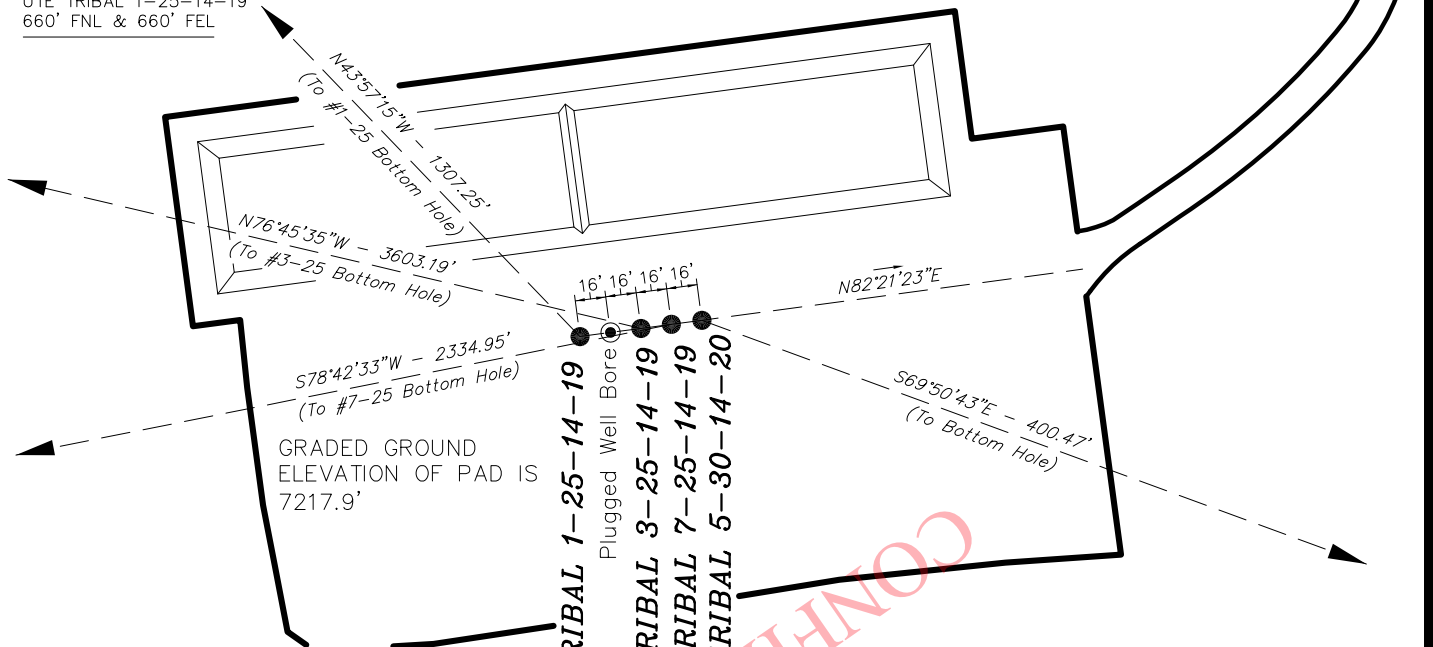 UTE TRIBAL 1-25-14-19
660' FNL & 660' FEL
N43°57'15"W - 1307.25'
(To #1-25 Bottom Hole)
N76°45'35"W - 3603.19'
(To #3-25 Bottom Hole)
16' 16' 16' 16'
N82°21'23"E
S78°42'33"W - 2334.95'
(To #7-25 Bottom Hole)
S69°50'43"E - 400.47'
(To Bottom Hole)
GRADED GROUND
ELEVATION OF PAD IS
7217.9'
RIBAL 1-25-14-19
Plugged Well Bore
RIBAL 3-25-14-19
RIBAL 7-25-14-19
RIBAL 5-30-14-20